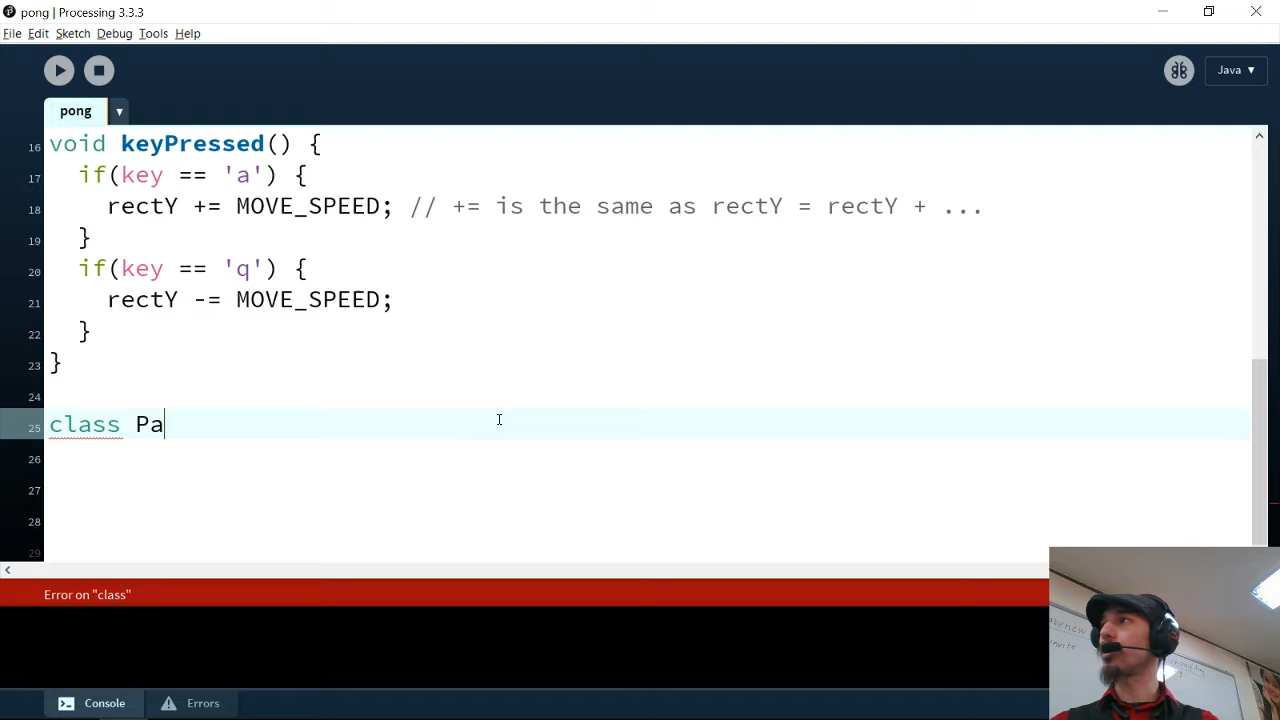 pong | Processing 3.3.3
File Edit Sketch Debug Tools Help
Java ▼
pong ▼
16 void keyPressed() {
17 if(key == 'a') {
18 rectY += MOVE_SPEED; // += is the same as rectY = rectY + ...
19 }
20 if(key == 'q') {
21 rectY -= MOVE_SPEED;
22 }
23 }
24
25 class Pa
26
27
28
29
Error on "class"
Console Errors